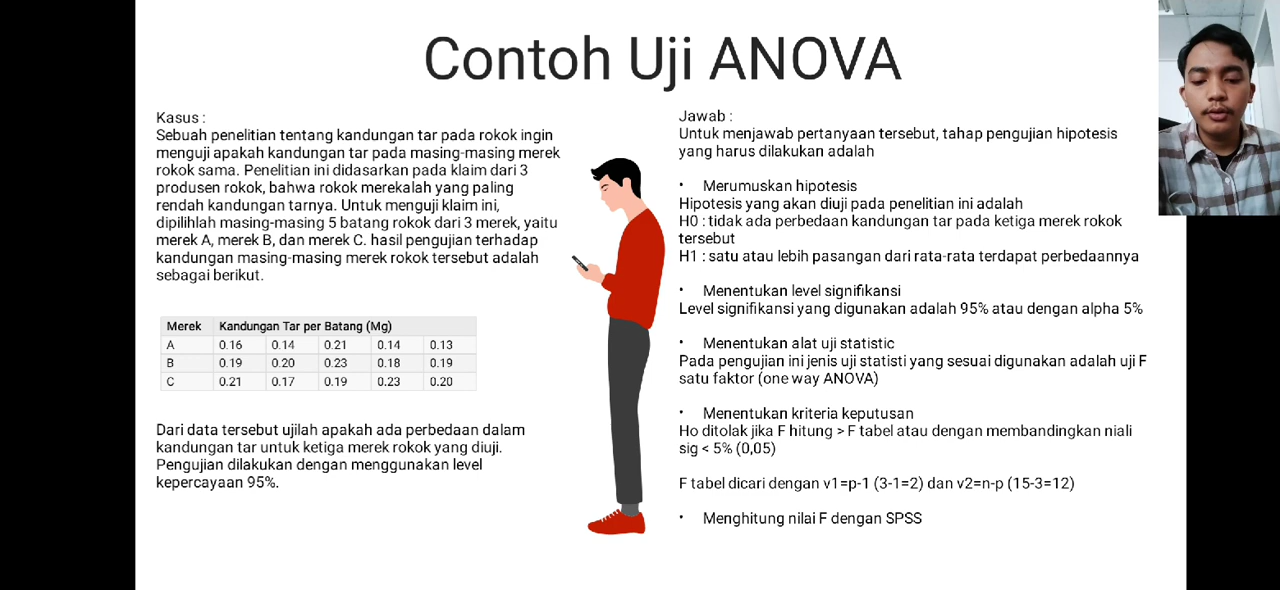 Contoh Uji ANOVA
Kasus :
Sebuah penelitian tentang kandungan tar pada rokok ingin
menguji apakah kandungan tar pada masing-masing merek
rokok sama. Penelitian ini didasarkan pada klaim dari 3
produsen rokok, bahwa rokok merekalah yang paling
rendah kandungan tarnya. Untuk menguji klaim ini,
dipilihlah masing-masing 5 batang rokok dari 3 merek, yaitu
merek A, merek B, dan merek C. hasil pengujian terhadap
kandungan masing-masing merek rokok tersebut adalah
sebagai berikut.
Merek Kandungan Tar per Batang (Mg)
A 0.16 0.14 0.21 0.14 0.13
B 0.19 0.20 0.23 0.18 0.19
C 0.21 0.17 0.19 0.23 0.20
Dari data tersebut ujilah apakah ada perbedaan dalam
kandungan tar untuk ketiga merek rokok yang diuji.
Pengujian dilakukan dengan menggunakan level
kepercayaan 95%.
Jawab :
Untuk menjawab pertanyaan tersebut, tahap pengujian hipotesis
yang harus dilakukan adalah
• Merumuskan hipotesis
Hipotesis yang akan diuji pada penelitian ini adalah
H0 : tidak ada perbedaan kandungan tar pada ketiga merek rokok
tersebut
H1 : satu atau lebih pasangan dari rata-rata terdapat perbedaannya
• Menentukan level signifikansi
Level signifikansi yang digunakan adalah 95% atau dengan alpha 5%
• Menentukan alat uji statistic
Pada pengujian ini jenis uji statisti yang sesuai digunakan adalah uji F
satu faktor (one way ANOVA)
• Menentukan kriteria keputusan
Ho ditolak jika F hitung > F tabel atau dengan membandingkan niali
sig < 5% (0,05)
F tabel dicari dengan v1=p-1 (3-1=2) dan v2=n-p (15-3=12)
• Menghitung nilai F dengan SPSS